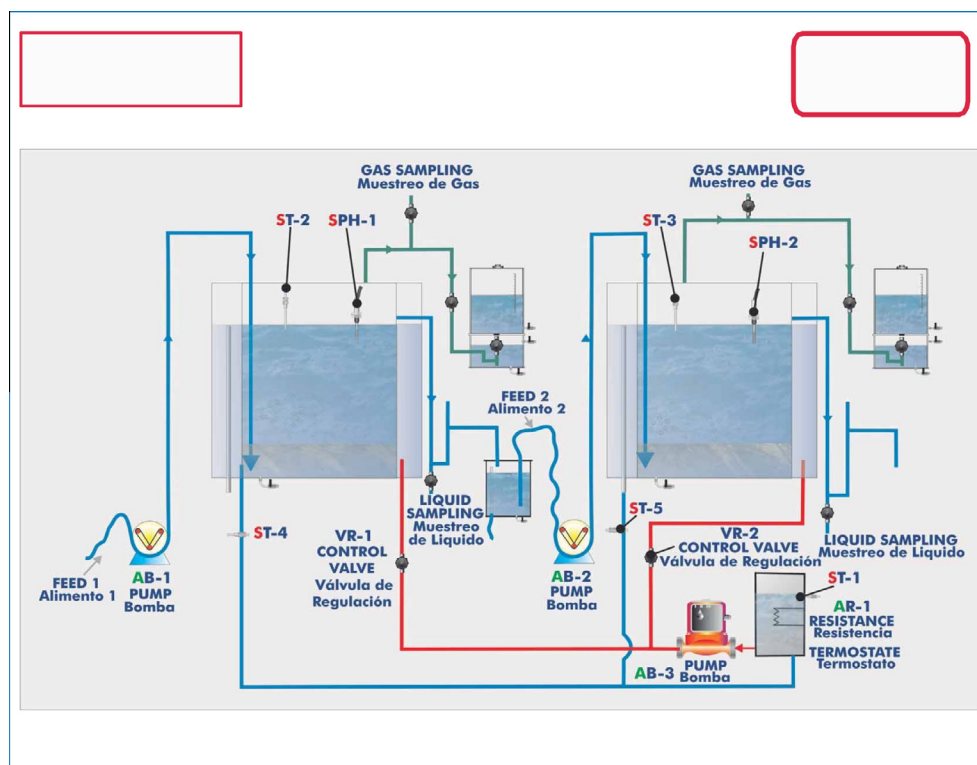 GAS SAMPLING
Muestreo de Gas
GAS SAMPLING
Muestreo de Gas
ST-2
SPH-1
ST-3
SPH-2
FEED 2
Alimento 2
LIQUID
SAMPLING
Muestreo
de Liquido
ST-4
ST-5
VR-1
CONTROL
VALVE
Válvula de
Regulación
VR-2
CONTROL VALVE
Válvula de Regulación
LIQUID SAMPLING
Muestreo de Liquido
FEED 1
Alimento 1
AB-1
PUMP
Bomba
AB-2
PUMP
Bomba
ST-1
AR-1
RESISTANCE
Resistencia
TERMOSTATE
Termostato
AB-3
PUMP
Bomba